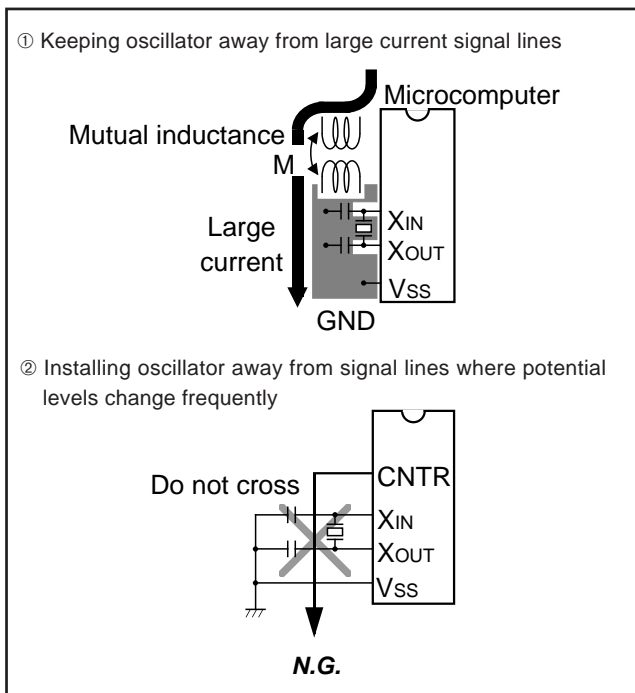 ① Keeping oscillator away from large current signal lines
Microcomputer
Mutual inductance
M
XIN
Large
current
XOUT
VSS
GND
② Installing oscillator away from signal lines where potential
levels change frequently
CNTR
Do not cross
XIN
XOUT
VSS
N.G.